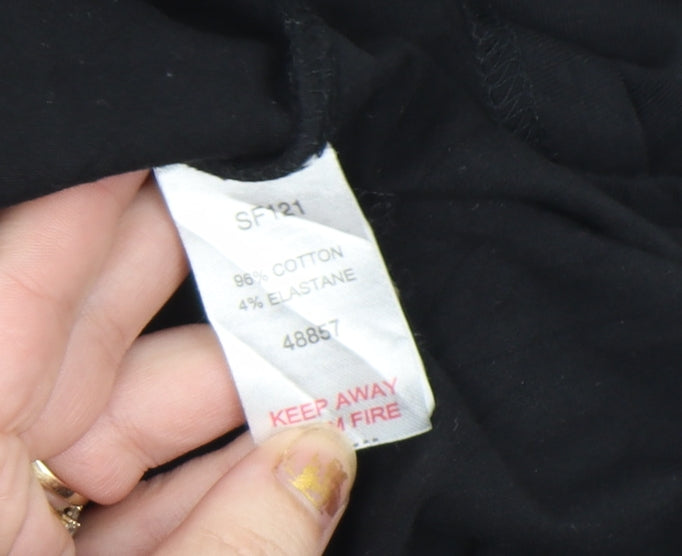 SF121
96% COTTON
4% ELASTANE
48857
KEEP AWAY
FIRE